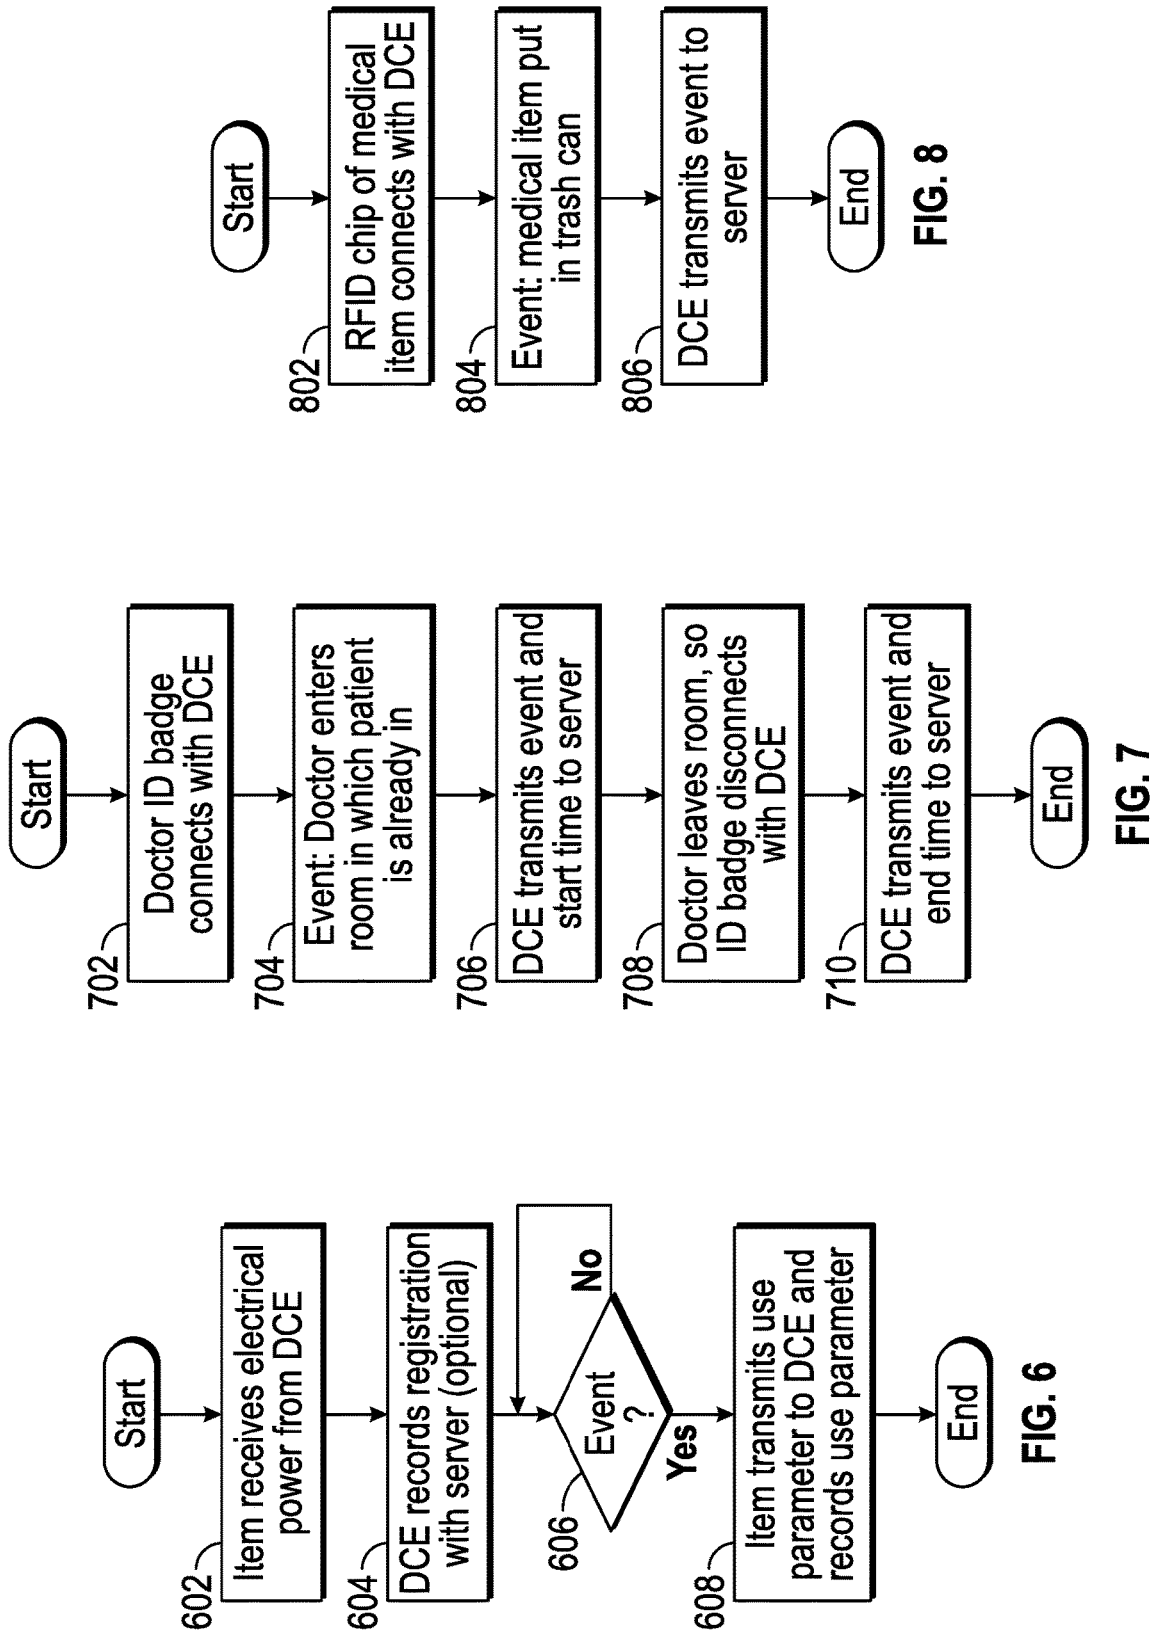 Start
602
Item receives electrical
power from DCE
604
DCE records registration
with server (optional)
606
Event
?
No
Yes
608
Item transmits use
parameter to DCE and
records use parameter
End
FIG. 6
Start
702
Doctor ID badge
connects with DCE
704
Event: Doctor enters
room in which patient
is already in
706
DCE transmits event and
start time to server
708
Doctor leaves room, so
ID badge disconnects
with DCE
710
DCE transmits event and
end time to server
End
FIG. 7
Start
802
RFID chip of medical
item connects with DCE
804
Event: medical item put
in trash can
806
DCE transmits event to
server
End
FIG. 8